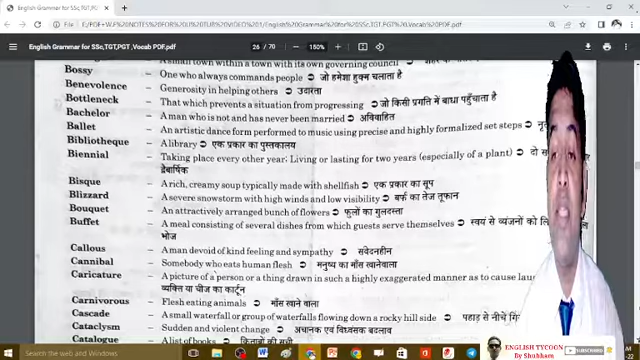 English Grammar for SSc,TGT,PGT ,Vocab PDF.pdf
English Grammar for SSc,TGT,PGT ,Vocab PDF.pdf
26 / 70
150%
A small town within a town with its own governing council
Bossy One who always commands people ➲ जो हमेशा हुक्म चलाता है
Benevolence Generosity in helping others ➲ उदारता
Bottleneck That which prevents a situation from progressing ➲ जो किसी प्रगति में बाधा पहुँचाता है
Bachelor A man who is not and has never been married ➲ अविवाहित
Ballet An artistic dance form performed to music using precise and highly formalized set steps ➲
Bibliotheque A library ➲ एक प्रकार का पुस्तकालय
Biennial Taking place every other year: Living or lasting for two years (especially of a plant) ➲ दो
द्वैवार्षिक
Bisque A rich, creamy soup typically made with shellfish ➲ एक प्रकार का सूप
Blizzard A severe snowstorm with high winds and low visibility ➲ बर्फ का तेज तूफान
Bouquet An attractively arranged bunch of flowers ➲ फूलों का गुलदस्ता
Buffet A meal consisting of several dishes from which guests serve themselves ➲ स्वयं से व्यंजनों को
भोज
Callous A man devoid of kind feeling and sympathy ➲ संवेदनहीन
Cannibal Somebody who eats human flesh ➲ मनुष्य का माँस खानेवाला
Caricature A picture of a person or a thing drawn in such a highly exaggerated manner as to cause
व्यक्ति या चीज का कार्टून
Carnivorous Flesh eating animals ➲ माँस खाने वाला
Cascade A small waterfall or group of waterfalls flowing down a rocky hill side ➲ पहाड़ से नीचे
Cataclysm Sudden and violent change ➲ अचानक एवं विध्वंसक बदलाव
Catalogue A list of books ➲ किताबों की सूची
Search the web and Windows
ENGLISH TYCOON
By Shubham